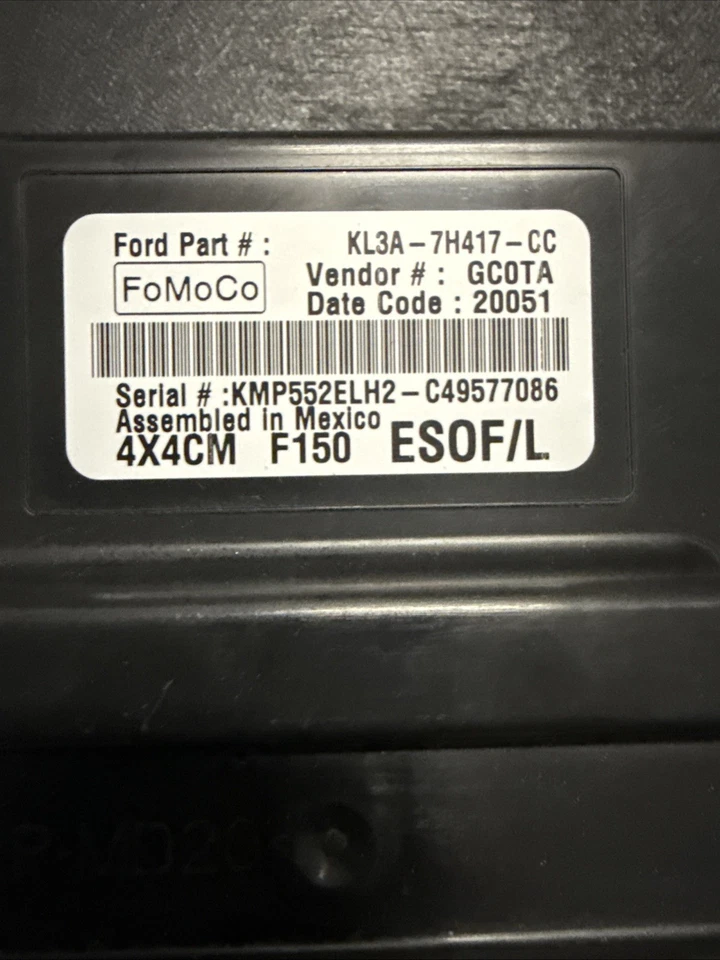 Ford Part # : KL3A-7H417-CC
FoMoCo
Vendor # : GC0TA
Date Code : 20051
Serial # :KMP552ELH2-C49577086
Assembled in Mexico
4X4CM F150 ESOF/L